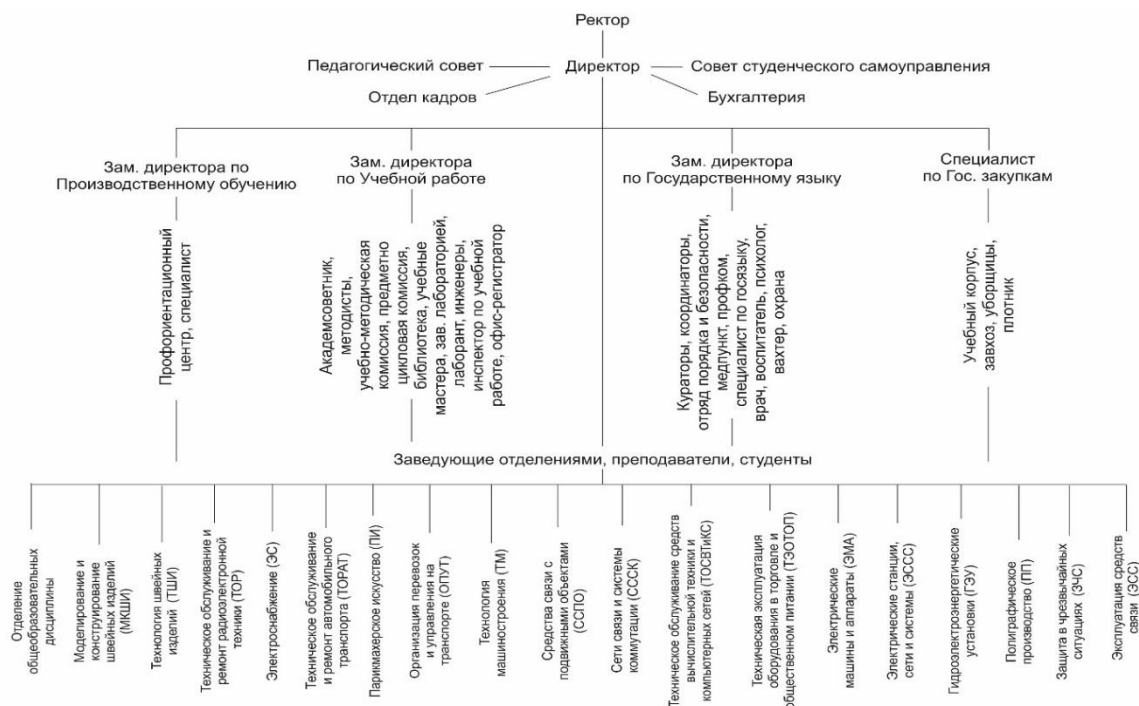 Ректор
Педагогический совет
Директор
Совет студенческого самоуправления
Отдел кадров
Бухгалтерия
Зам. директора по
Производственному обучению
Зам. директора
по Учебной работе
Зам. директора
по Государственному языку
Специалист
по Гос. закупкам
Профориентационный
центр, специалист
Академсоветник,
методисты,
учебно-методическая
комиссия, предметно
цикловая комиссия,
библиотека, учебные
мастера, зав. лабораторией,
лаборант, инженеры,
инспектор по учебной
работе, офис-регистратор
Кураторы, координаторы,
отряд порядка и безопасности,
медпункт, профком,
специалист по госязыку,
врач, воспитатель, психолог,
вахтер, охрана
Учебный корпус,
завхоз, уборщицы,
плотник
Заведующие отделениями, преподаватели, студенты
Отделение
общеобразовательных
дисциплины
Моделирование и
конструирование
швейных изделий
(МКШИ)
Технология швейных
изделий (ТШИ)
Техническое обслуживание и
ремонт радиоэлектронной
техники (ТОР)
Электроснабжение (ЭС)
Техническое обслуживание
и ремонт автомобильного
транспорта (ТОРАТ)
Парикмахерское искусство (ПИ)
Организация перевозок
и управления на
транспорте (ОПУТ)
Технология
машиностроения (ТМ)
Средства связи с
подвижными объектами
(ССПО)
Сети связи и системы
коммутации (СССК)
Техническое обслуживание средств
вычислительной техники и
компьютерных сетей (ТОСВТиКС)
Техническая эксплуатация
оборудования в торговле и
общественном питании (ТЭОТОП)
Электрические
машины и аппараты (ЭМА)
Электрические станции,
сети и системы (ЭССС)
Гидроэлектроэнергетические
установки (ГЭУ)
Полиграфическое
производство (ПП)
Защита в чрезвычайных
ситуациях (ЗЧС)
Эксплуатация средств
связи (ЭСС)